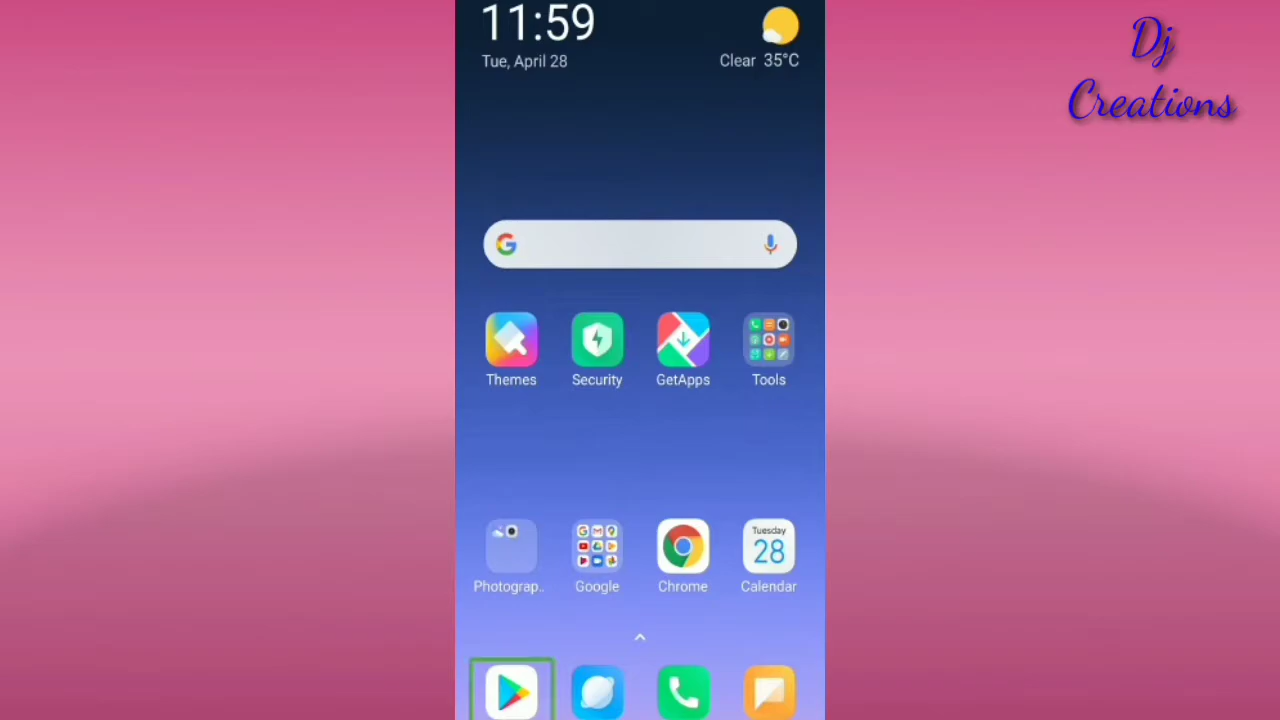 11:59
Tue, April 28
Clear 35°C
Dj
Creations
Themes
Security
GetApps
Tools
Tuesday
28
Photograp..
Google
Chrome
Calendar